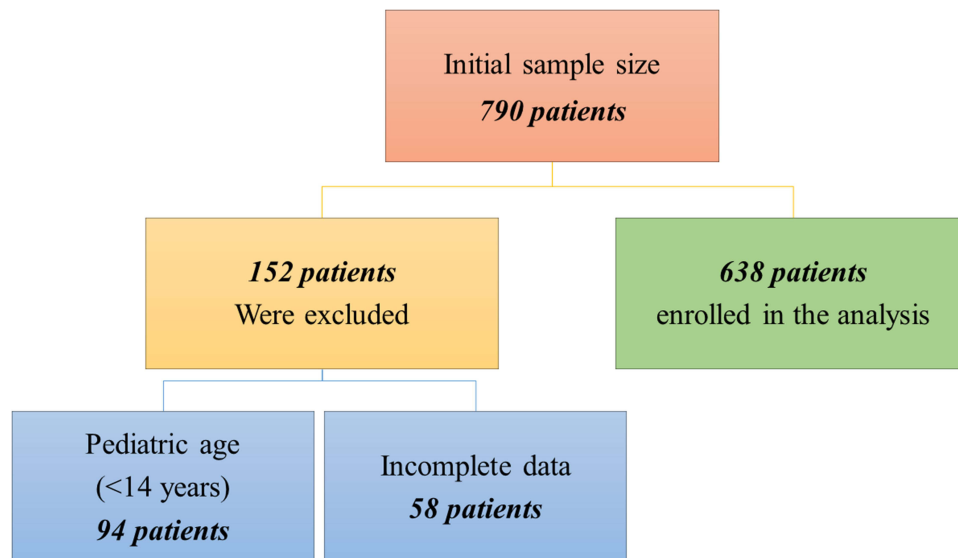 Initial sample size
790 patients
152 patients
Were excluded
638 patients
enrolled in the analysis
Pediatric age
(<14 years)
94 patients
Incomplete data
58 patients